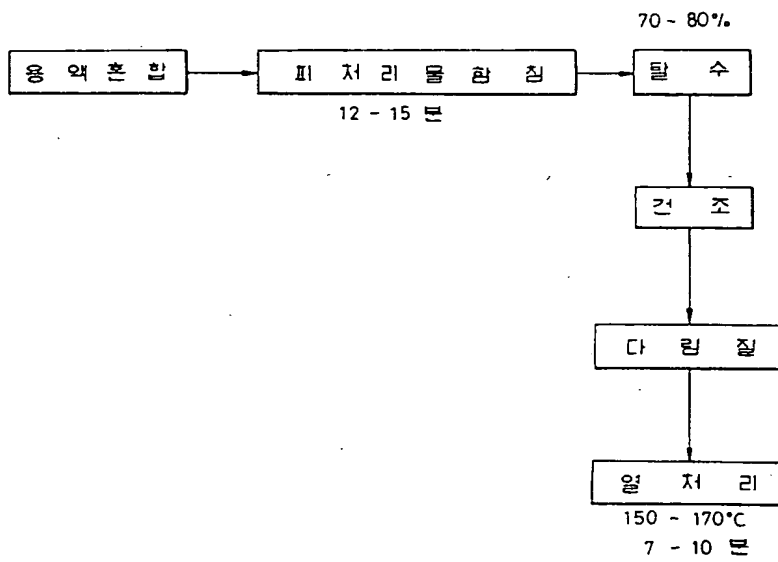 70 ~ 80%
용액혼합
피처리물함침
탈수
12 - 15 분
건조
다림질
열처리
150 ~ 170°C
7 - 10 분